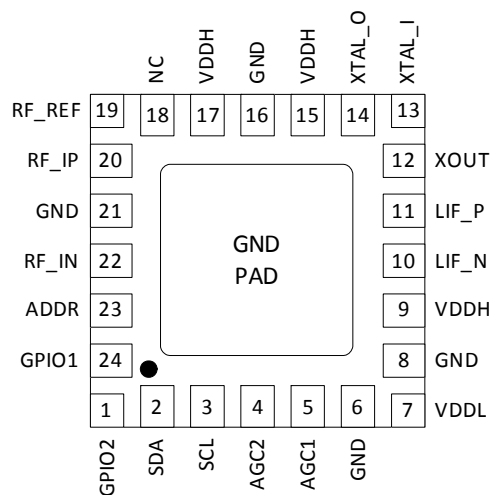 NC
VDDH
GND
VDDH
XTAL_O
XTAL_I
RF_REF 19 18 17 16 15 14 13
RF_IP 20 12 XOUT
GND 21 11 LIF_P
RF_IN 22 10 LIF_N
ADDR 23 9 VDDH
GPIO1 24 8 GND
GND
PAD
1 2 3 4 5 6 7 VDDL
GPIO2
SDA
SCL
AGC2
AGC1
GND